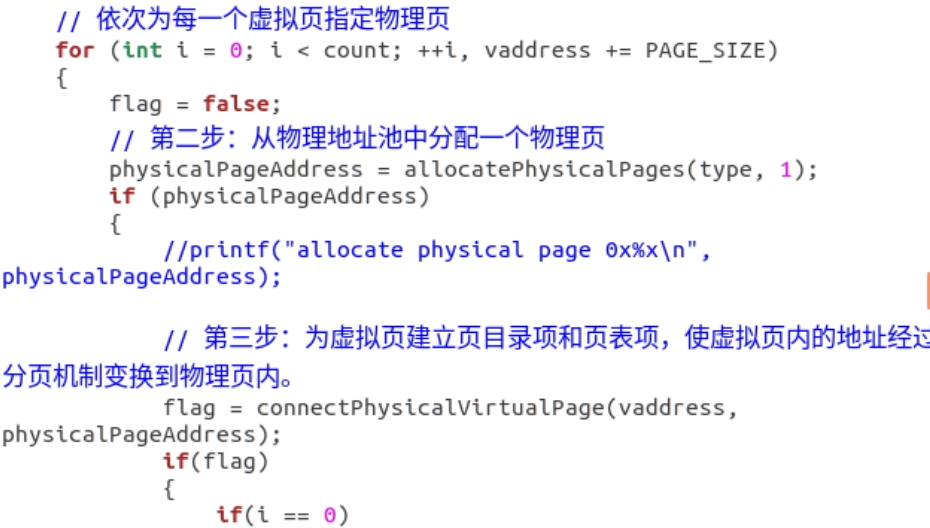 // 依次为每一个虚拟页指定物理页
for (int i = 0; i < count; ++i, vaddress += PAGE_SIZE)
{
flag = false;
// 第二步：从物理地址池中分配一个物理页
physicalPageAddress = allocatePhysicalPages(type, 1);
if (physicalPageAddress)
{
//printf("allocate physical page 0x%x\n",
physicalPageAddress);
// 第三步：为虚拟页建立页目录项和页表项，使虚拟页内的地址经过
分页机制变换到物理页内。
flag = connectPhysicalVirtualPage(vaddress,
physicalPageAddress);
if(flag)
{
if(i == 0)